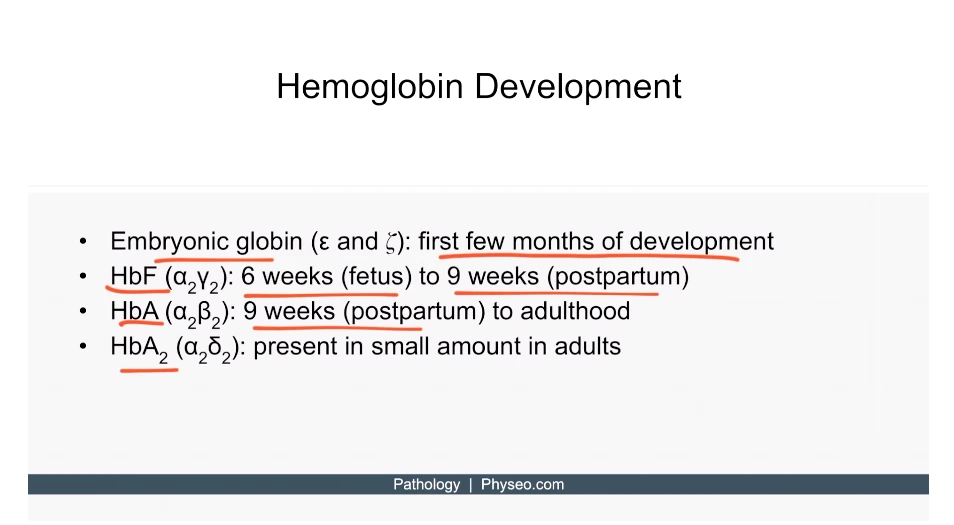 Hemoglobin Development
• Embryonic globin (ε and ζ): first few months of development
• HbF (α₂γ₂): 6 weeks (fetus) to 9 weeks (postpartum)
• HbA (α₂β₂): 9 weeks (postpartum) to adulthood
• HbA₂ (α₂δ₂): present in small amount in adults
Pathology | Physeo.com